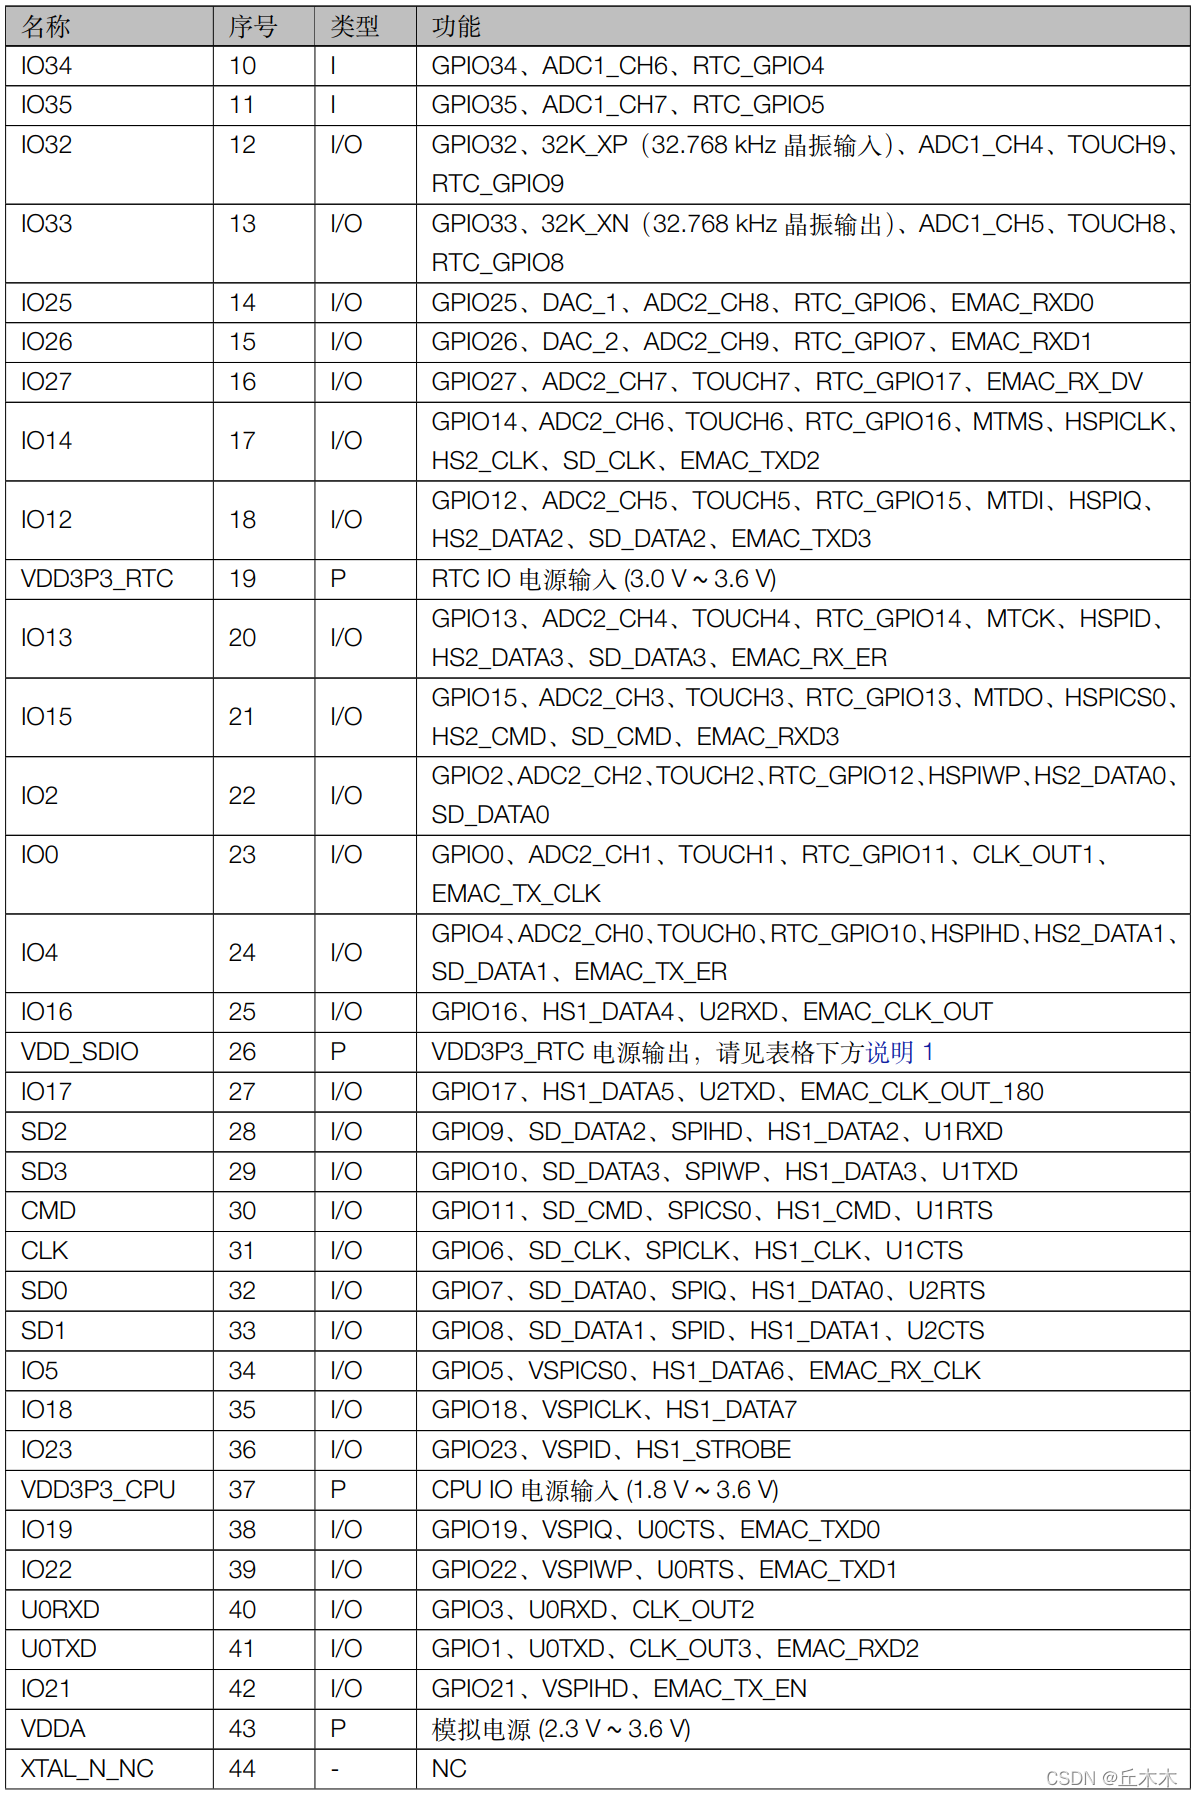 名称 序号 类型 功能
IO34 10 I GPIO34、ADC1_CH6、RTC_GPIO4
IO35 11 I GPIO35、ADC1_CH7、RTC_GPIO5
IO32 12 I/O GPIO32、32K_XP（32.768 kHz 晶振输入）、ADC1_CH4、TOUCH9、
RTC_GPIO9
IO33 13 I/O GPIO33、32K_XN（32.768 kHz 晶振输出）、ADC1_CH5、TOUCH8、
RTC_GPIO8
IO25 14 I/O GPIO25、DAC_1、ADC2_CH8、RTC_GPIO6、EMAC_RXD0
IO26 15 I/O GPIO26、DAC_2、ADC2_CH9、RTC_GPIO7、EMAC_RXD1
IO27 16 I/O GPIO27、ADC2_CH7、TOUCH7、RTC_GPIO17、EMAC_RX_DV
IO14 17 I/O GPIO14、ADC2_CH6、TOUCH6、RTC_GPIO16、MTMS、HSPICLK、
HS2_CLK、SD_CLK、EMAC_TXD2
IO12 18 I/O GPIO12、ADC2_CH5、TOUCH5、RTC_GPIO15、MTDI、HSPIQ、
HS2_DATA2、SD_DATA2、EMAC_TXD3
VDD3P3_RTC 19 P RTC IO 电源输入 (3.0 V ~ 3.6 V)
IO13 20 I/O GPIO13、ADC2_CH4、TOUCH4、RTC_GPIO14、MTCK、HSPID、
HS2_DATA3、SD_DATA3、EMAC_RX_ER
IO15 21 I/O GPIO15、ADC2_CH3、TOUCH3、RTC_GPIO13、MTDO、HSPICS0、
HS2_CMD、SD_CMD、EMAC_RXD3
IO2 22 I/O GPIO2、ADC2_CH2、TOUCH2、RTC_GPIO12、HSPIWP、HS2_DATA0、
SD_DATA0
IO0 23 I/O GPIO0、ADC2_CH1、TOUCH1、RTC_GPIO11、CLK_OUT1、
EMAC_TX_CLK
IO4 24 I/O GPIO4、ADC2_CH0、TOUCH0、RTC_GPIO10、HSPIHD、HS2_DATA1、
SD_DATA1、EMAC_TX_ER
IO16 25 I/O GPIO16、HS1_DATA4、U2RXD、EMAC_CLK_OUT
VDD_SDIO 26 P VDD3P3_RTC 电源输出，请见表格下方说明 1
IO17 27 I/O GPIO17、HS1_DATA5、U2TXD、EMAC_CLK_OUT_180
SD2 28 I/O GPIO9、SD_DATA2、SPIHD、HS1_DATA2、U1RXD
SD3 29 I/O GPIO10、SD_DATA3、SPIWP、HS1_DATA3、U1TXD
CMD 30 I/O GPIO11、SD_CMD、SPICS0、HS1_CMD、U1RTS
CLK 31 I/O GPIO6、SD_CLK、SPICLK、HS1_CLK、U1CTS
SD0 32 I/O GPIO7、SD_DATA0、SPIQ、HS1_DATA0、U2RTS
SD1 33 I/O GPIO8、SD_DATA1、SPID、HS1_DATA1、U2CTS
IO5 34 I/O GPIO5、VSPICS0、HS1_DATA6、EMAC_RX_CLK
IO18 35 I/O GPIO18、VSPICLK、HS1_DATA7
IO23 36 I/O GPIO23、VSPID、HS1_STROBE
VDD3P3_CPU 37 P CPU IO 电源输入 (1.8 V ~ 3.6 V)
IO19 38 I/O GPIO19、VSPIQ、U0CTS、EMAC_TXD0
IO22 39 I/O GPIO22、VSPIWP、U0RTS、EMAC_TXD1
U0RXD 40 I/O GPIO3、U0RXD、CLK_OUT2
U0TXD 41 I/O GPIO1、U0TXD、CLK_OUT3、EMAC_RXD2
IO21 42 I/O GPIO21、VSPIHD、EMAC_TX_EN
VDDA 43 P 模拟电源 (2.3 V ~ 3.6 V)
XTAL_N_NC 44 - NC
CSDN @丘木木